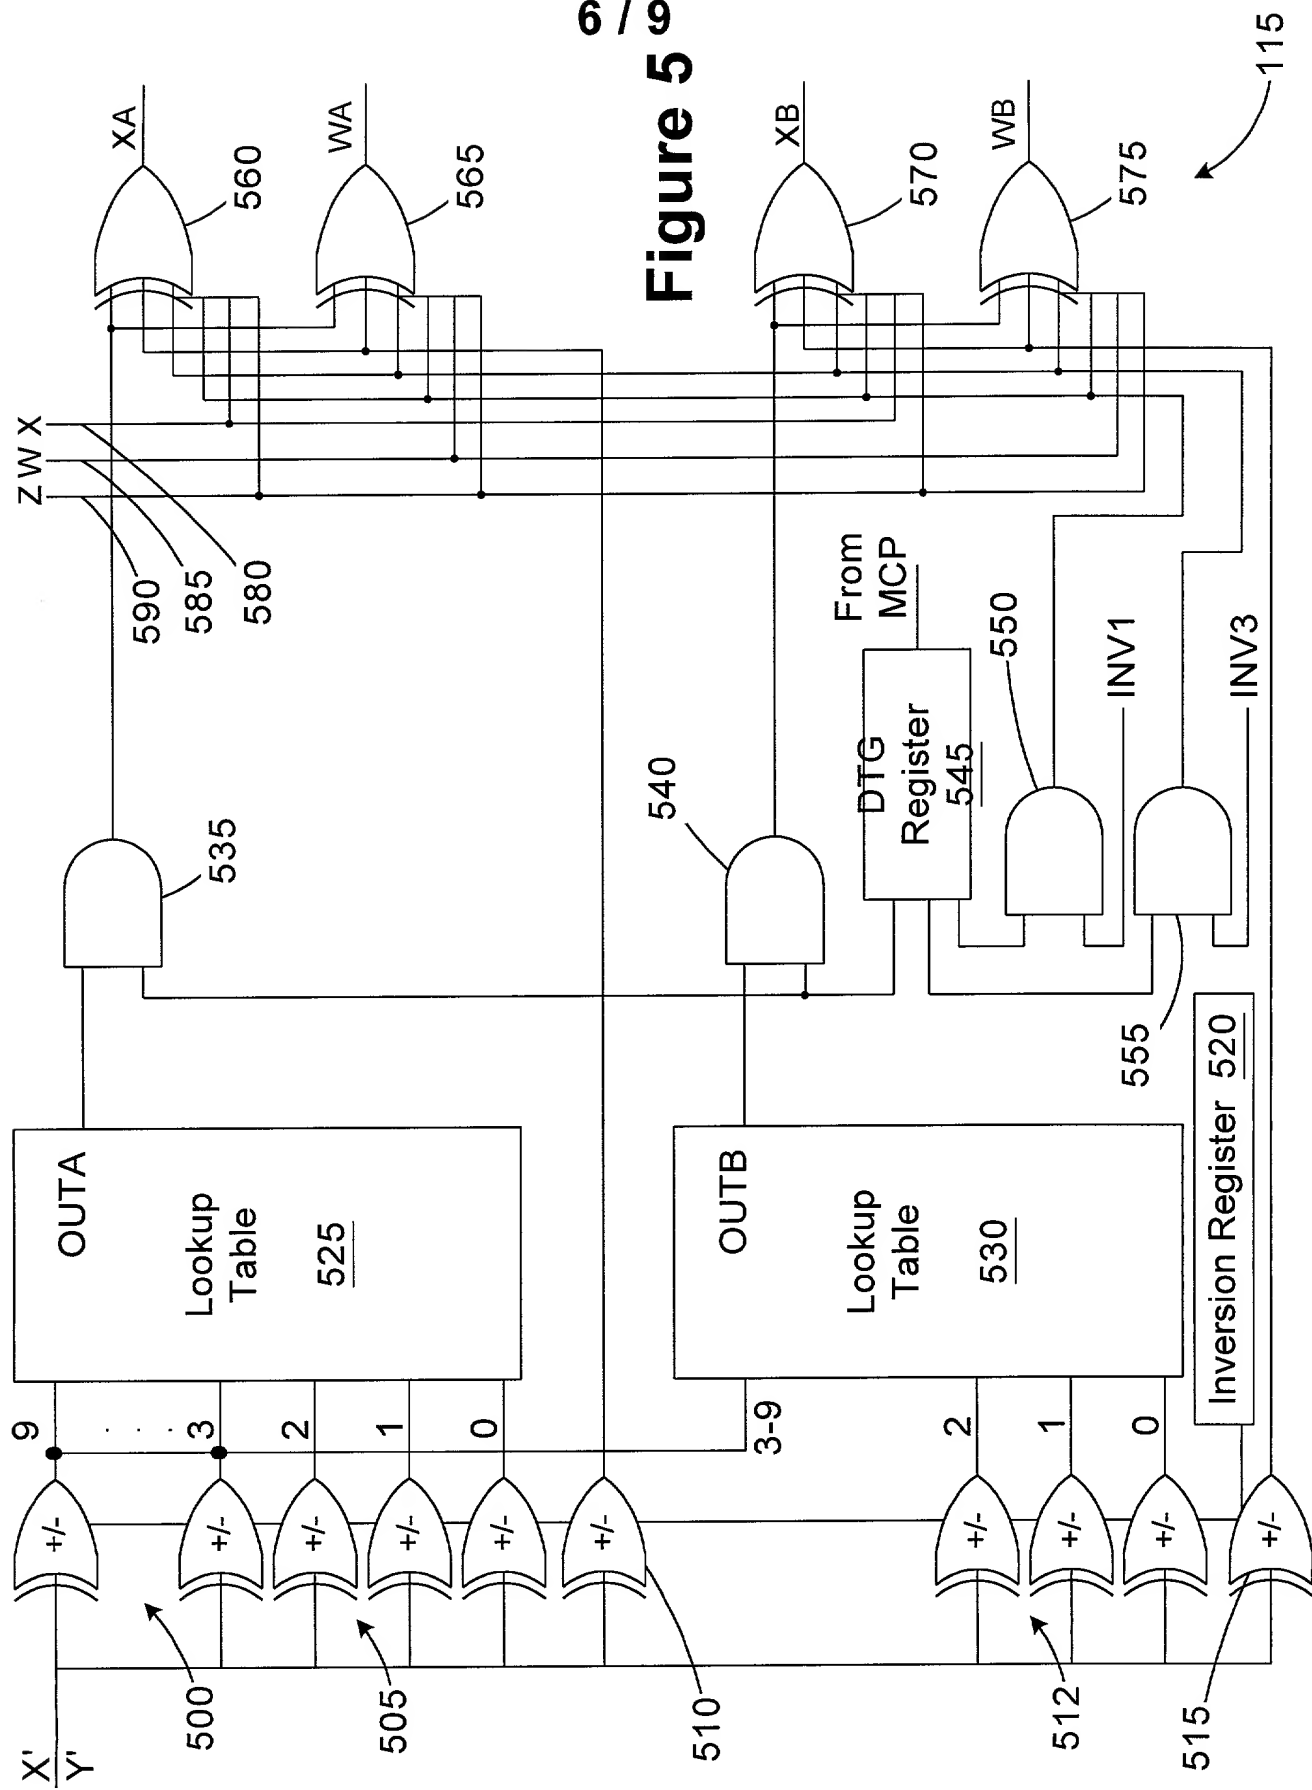 6 / 9
Figure 5
115
XA
560
WA
565
XB
570
WB
575
Z W X
590
585
580
From
MCP
DTG
Register
545
550
INV1
INV3
555
535
540
OUTA
Lookup
Table
525
OUTB
Lookup
Table
530
Inversion Register 520
9
3
2
1
0
3-9
2
1
0
+/-
+/-
+/-
+/-
+/-
+/-
+/-
+/-
+/-
+/-
X'
Y'
500
505
510
512
515